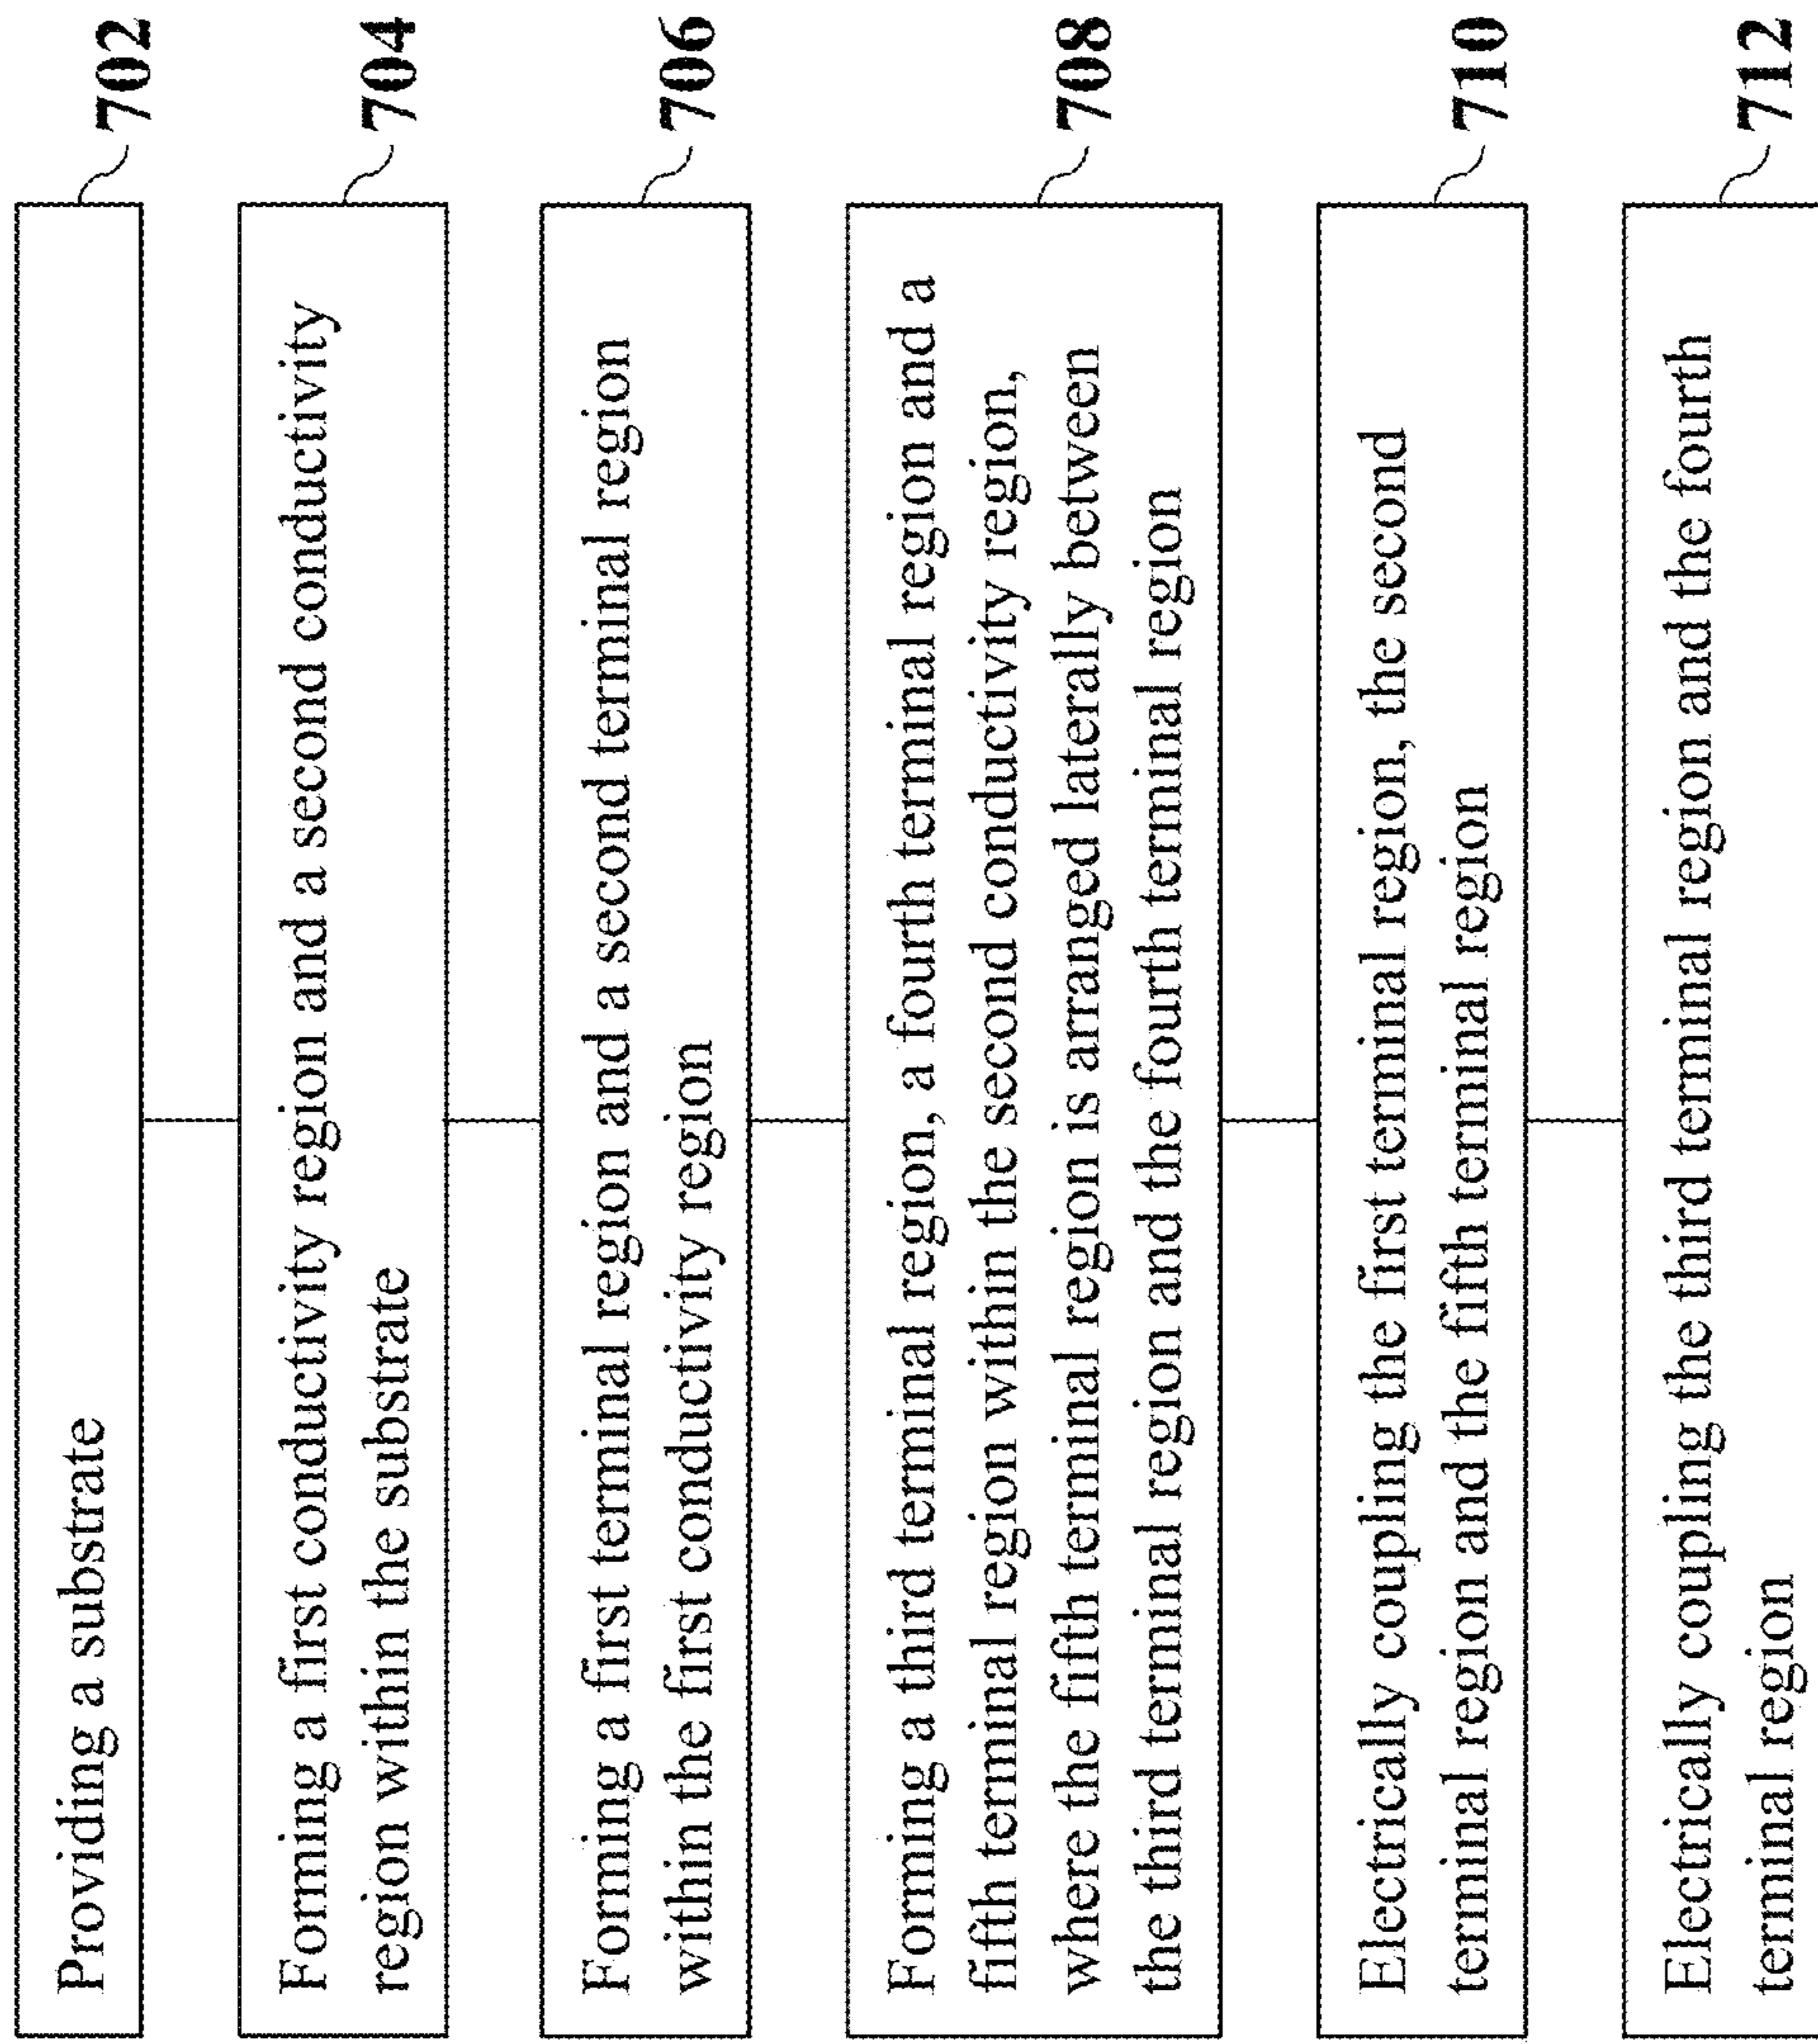 Providing a substrate
702
Forming a first conductivity region and a second conductivity
region within the substrate
704
Forming a first terminal region and a second terminal region
within the first conductivity region
706
Forming a third terminal region, a fourth terminal region and a
fifth terminal region within the second conductivity region,
where the fifth terminal region is arranged laterally between
the third terminal region and the fourth terminal region
708
Electrically coupling the first terminal region, the second
terminal region and the fifth terminal region
710
Electrically coupling the third terminal region and the fourth
terminal region
712